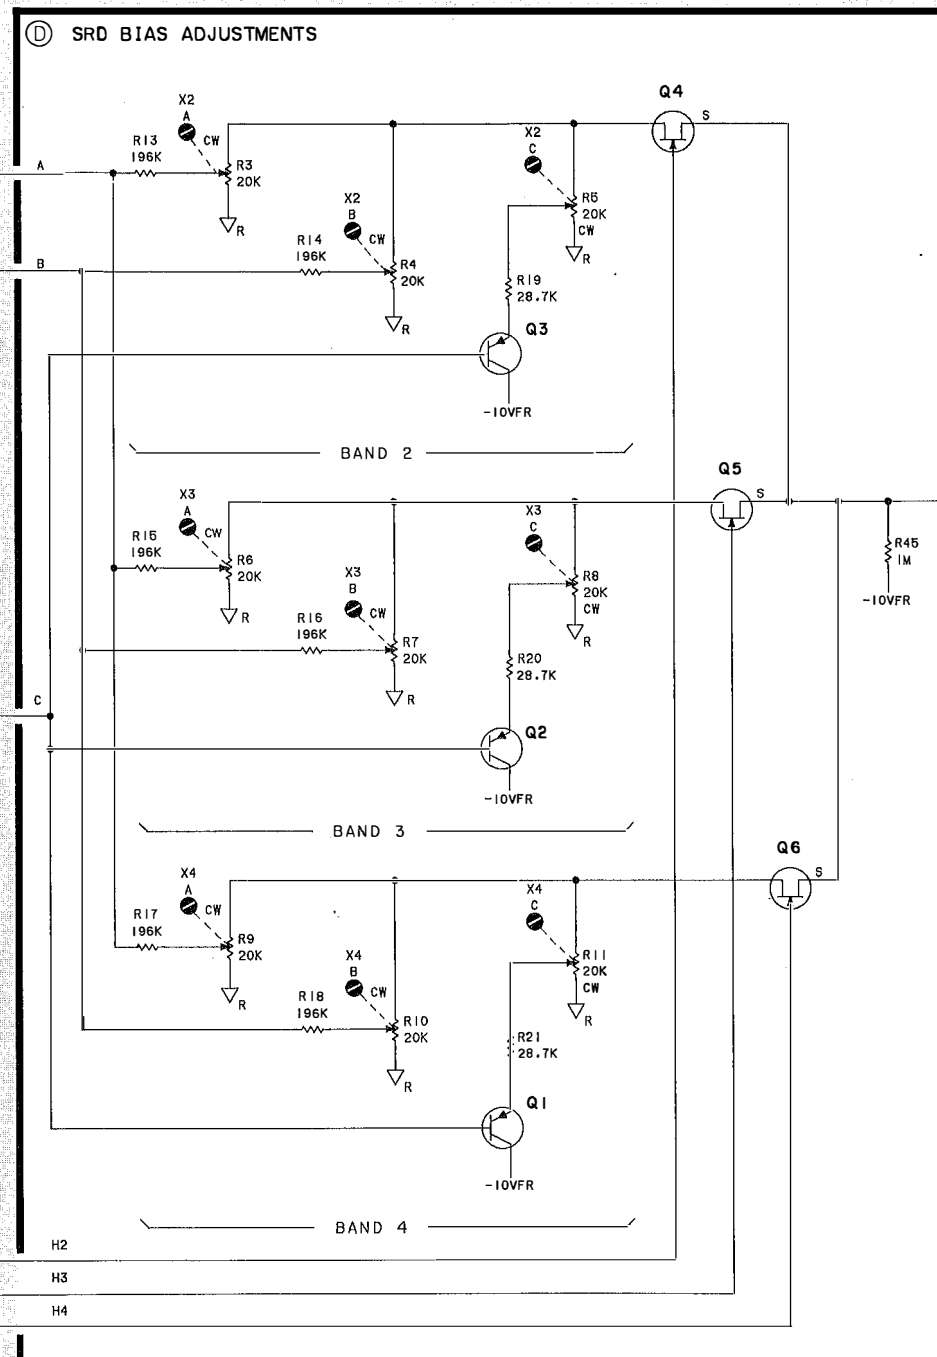 D SRD BIAS ADJUSTMENTS
Q4
X2
A
S
R13
196K
CW
X2
C
A
R3
20K
X2
B
R5
20K
CW
R
R14
196K
CW
R
B
R4
20K
R19
28.7K
R
Q3
-10VFR
BAND 2
Q5
X3
A
S
R15
196K
CW
X3
C
R45
1M
R6
20K
X3
B
R8
20K
CW
-10VFR
R
R16
196K
CW
R
R7
20K
R20
28.7K
C
R
Q2
-10VFR
BAND 3
Q6
X4
A
S
R17
196K
CW
X4
C
R9
20K
X4
B
R11
20K
CW
R
R18
196K
CW
R
R10
20K
R21
28.7K
R
Q1
-10VFR
BAND 4
H2
H3
H4